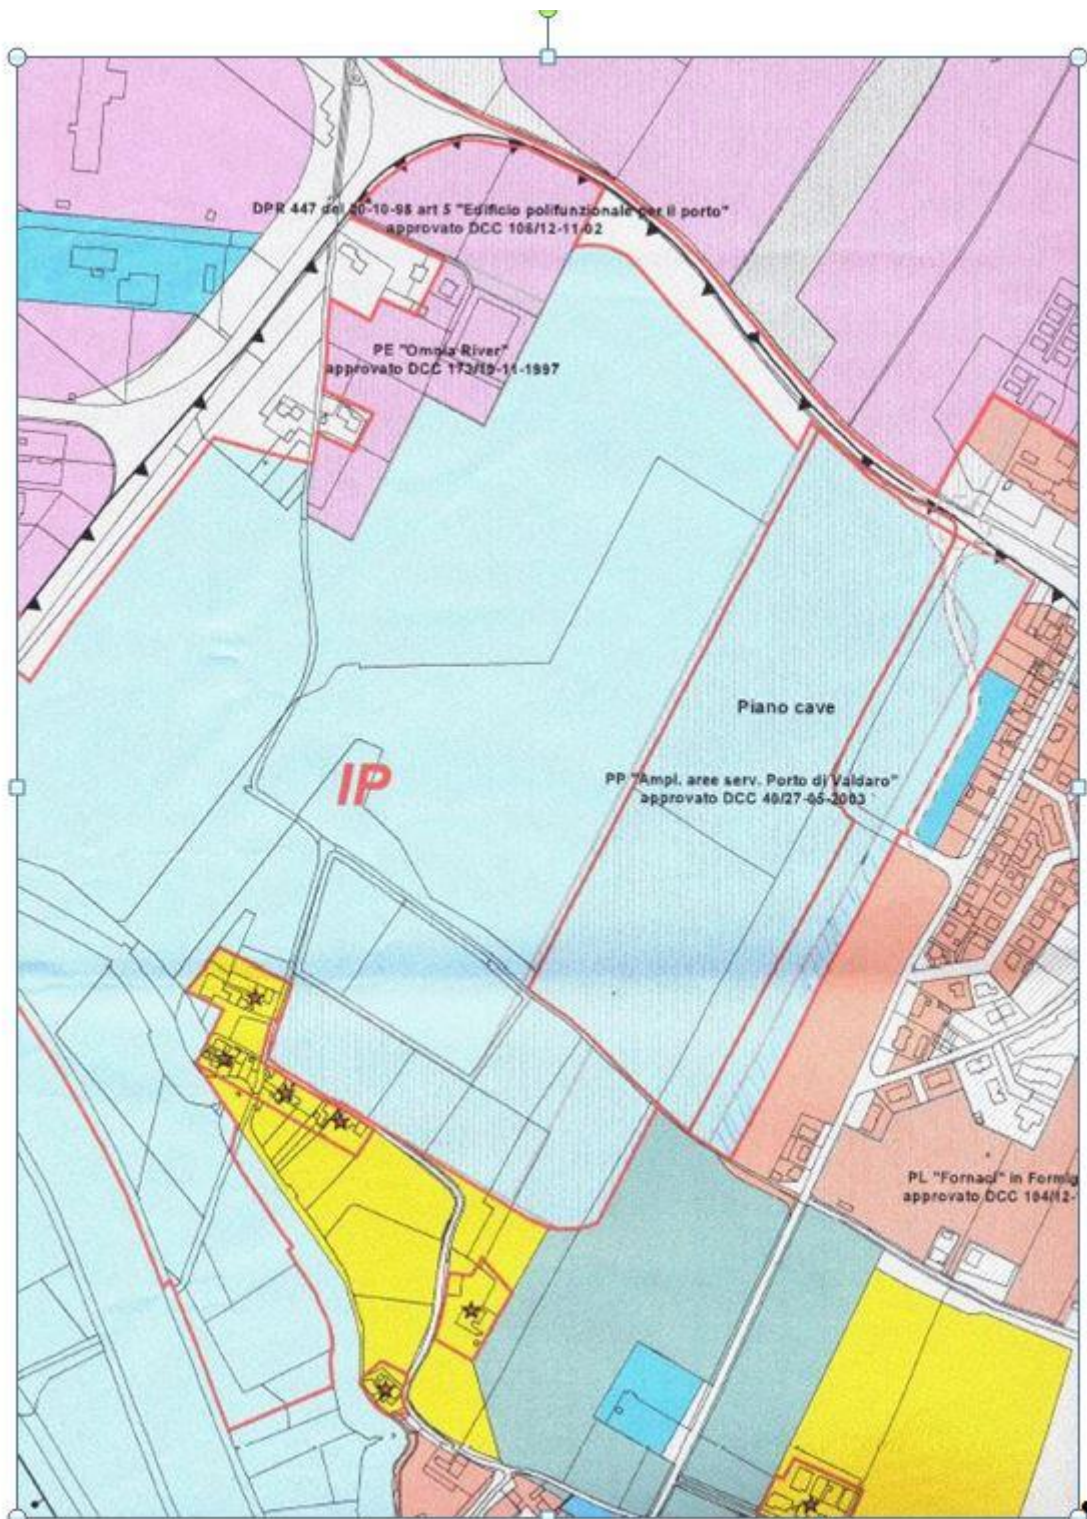 DPR 447 del 20-10-98 art 5 "Edificio polifunzionale per il porto"
approvato DCC 106/12-11-02
PE "Omnia River"
approvato DCC 173/19-11-1997
Piano cave
IP
PP "Ampl. aree serv. Porto di Valdaro"
approvato DCC 40/27-05-2003
PL "Fornaci" in Formig
approvato DCC 184/12-